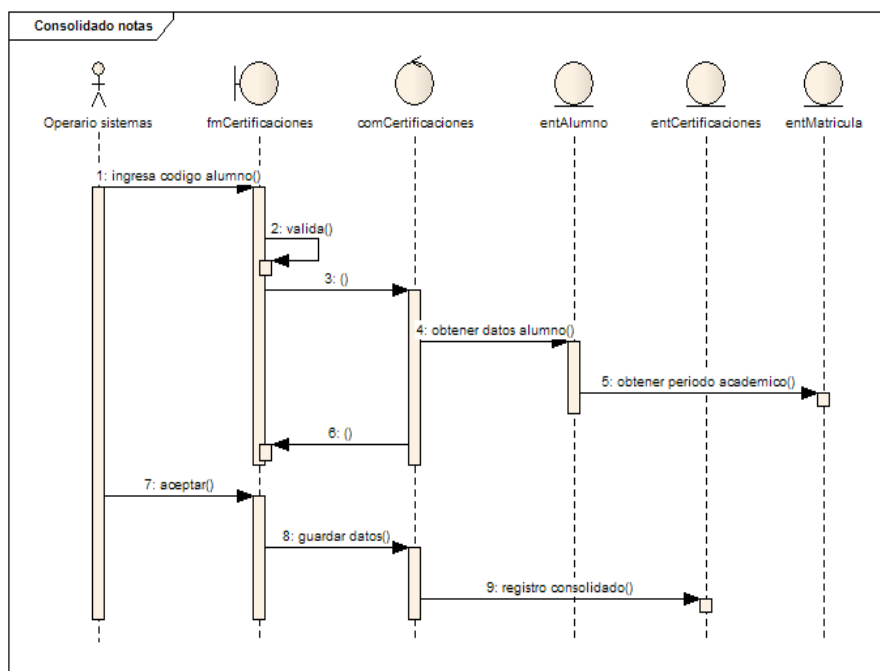 Consolidado notas
Operario sistemas
fmCertificaciones
comCertificaciones
entAlumno
entCertificaciones
entMatricula
1: ingresa codigo alumno()
2: valida()
3: ()
4: obtener datos alumno()
5: obtener periodo academico()
6: ()
7: aceptar()
8: guardar datos()
9: registro consolidado()